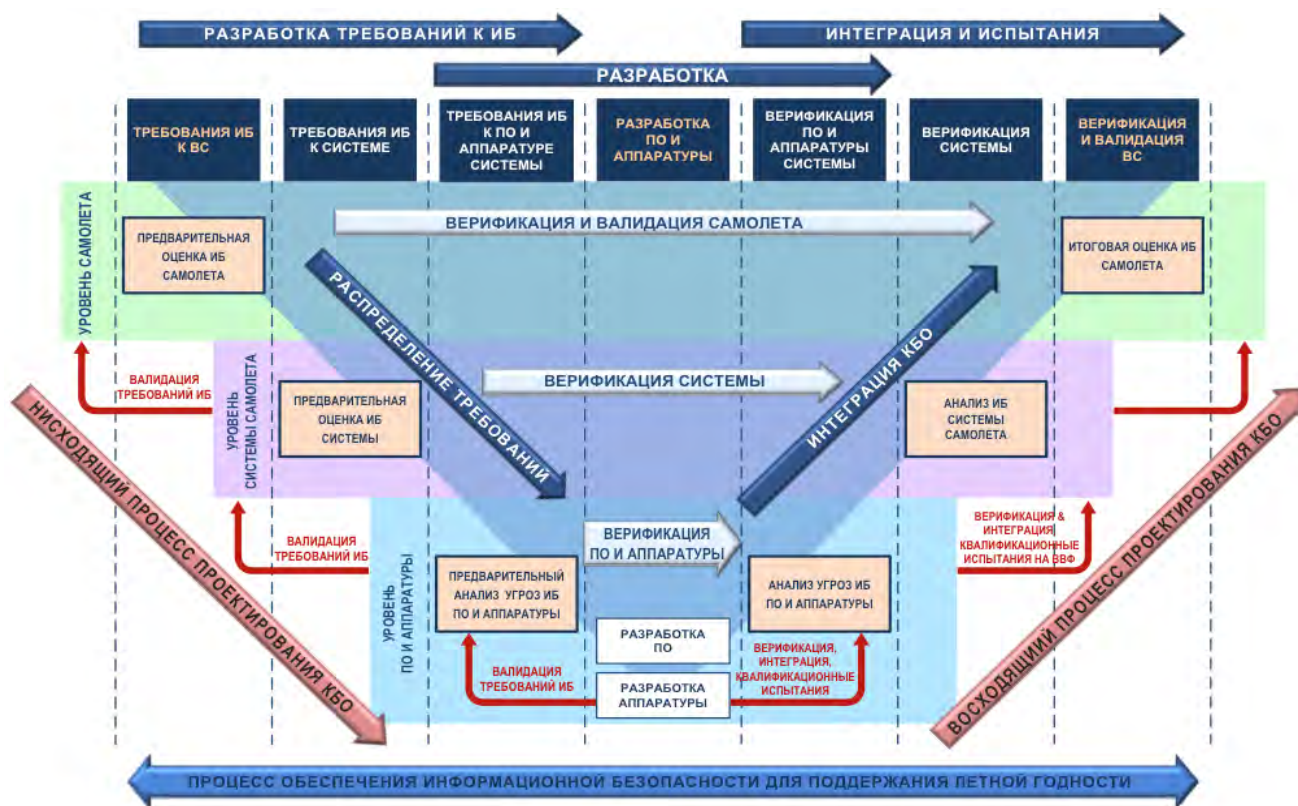 РАЗРАБОТКА ТРЕБОВАНИЙ К ИБ
ИНТЕГРАЦИЯ И ИСПЫТАНИЯ
РАЗРАБОТКА
ТРЕБОВАНИЯ ИБ
К ВС
ТРЕБОВАНИЯ ИБ
К СИСТЕМЕ
ТРЕБОВАНИЯ ИБ
К ПО И
АППАРАТУРЕ
СИСТЕМЫ
РАЗРАБОТКА
ПО И
АППАРАТУРЫ
ВЕРИФИКАЦИЯ
ПО И
АППАРАТУРЫ
СИСТЕМЫ
ВЕРИФИКАЦИЯ
СИСТЕМЫ
ВЕРИФИКАЦИЯ
И ВАЛИДАЦИЯ
ВС
УРОВЕНЬ САМОЛЕТА
ПРЕДВАРИТЕЛЬНАЯ
ОЦЕНКА ИБ
САМОЛЕТА
ВЕРИФИКАЦИЯ И ВАЛИДАЦИЯ САМОЛЕТА
ИТОГОВАЯ ОЦЕНКА ИБ
САМОЛЕТА
РАСПРЕДЕЛЕНИЕ ТРЕБОВАНИЙ
ИНТЕГРАЦИЯ КБО
ВАЛИДАЦИЯ
ТРЕБОВАНИЙ ИБ
УРОВЕНЬ
СИСТЕМЫ САМОЛЕТА
ПРЕДВАРИТЕЛЬНАЯ
ОЦЕНКА ИБ
СИСТЕМЫ
ВЕРИФИКАЦИЯ СИСТЕМЫ
АНАЛИЗ ИБ
СИСТЕМЫ
САМОЛЕТА
НИСХОДЯЩИЙ ПРОЦЕСС ПРОЕКТИРОВАНИЯ КБО
ВОСХОДЯЩИИЙ ПРОЦЕСС ПРОЕКТИРОВАНИЯ КБО
ВАЛИДАЦИЯ
ТРЕБОВАНИЙ ИБ
УРОВЕНЬ
ПО И АППАРАТУРЫ
ВЕРИФИКАЦИЯ
ПО И АППАРАТУРЫ
ВЕРИФИКАЦИЯ &
ИНТЕГРАЦИЯ,
КВАЛИФИКАЦИОННЫЕ
ИСПЫТАНИЯ НА ВВФ
ПРЕДВАРИТЕЛЬНЫЙ
АНАЛИЗ УГРОЗ ИБ
ПО И АППАРАТУРЫ
АНАЛИЗ УГРОЗ ИБ
ПО И АППАРАТУРЫ
РАЗРАБОТКА
ПО
ВАЛИДАЦИЯ
ТРЕБОВАНИЙ ИБ
РАЗРАБОТКА
АППАРАТУРЫ
ВЕРИФИКАЦИЯ,
ИНТЕГРАЦИЯ,
КВАЛИФИКАЦИОННЫЕ
ИСПЫТАНИЯ
ПРОЦЕСС ОБЕСПЕЧЕНИЯ ИНФОРМАЦИОННОЙ БЕЗОПАСНОСТИ ДЛЯ ПОДДЕРЖАНИЯ ЛЕТНОЙ ГОДНОСТИ